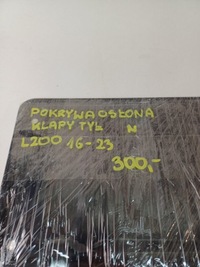 POKRYWA OSŁONA
KLAPY TYŁ N
L200 16-23
300,-